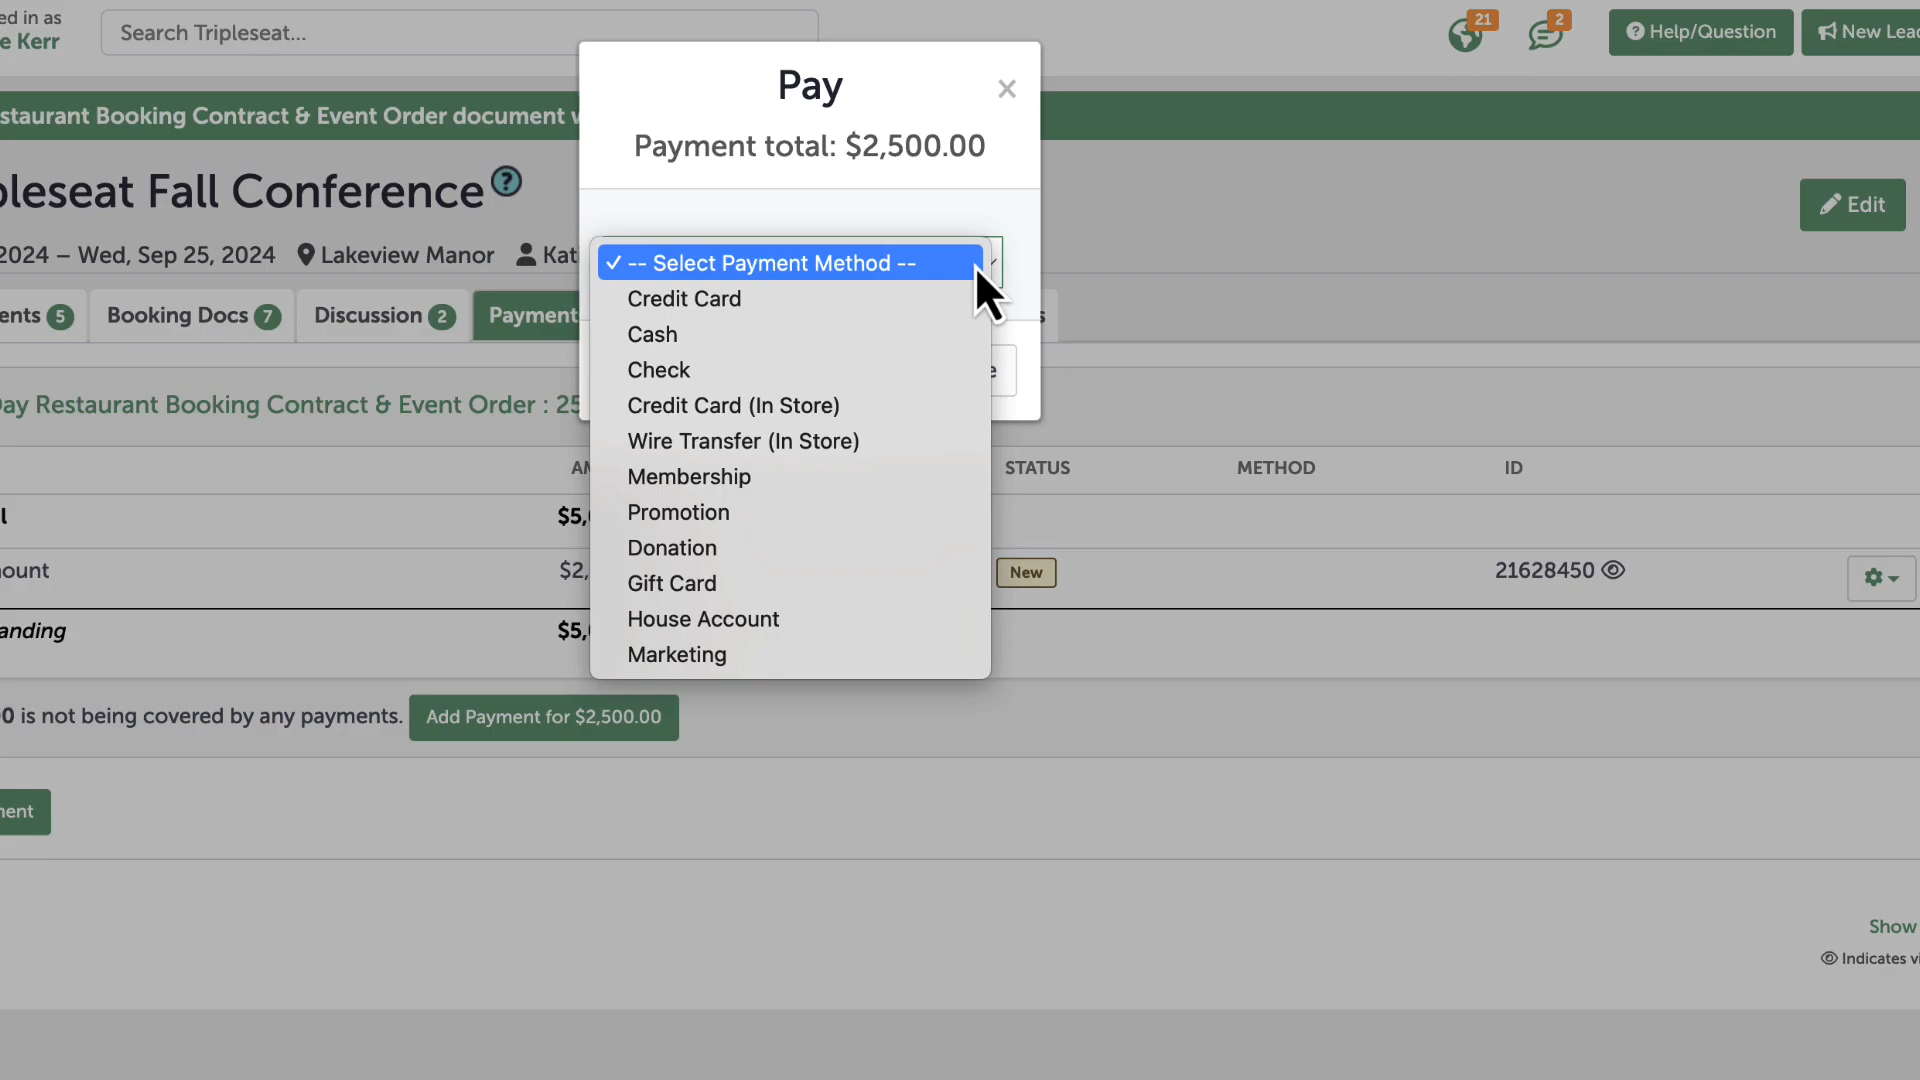 ed in as
e Kerr
Search Tripleseat...
21
2
Help/Question
New Lead
Pay
×
Payment total: $2,500.00
staurant Booking Contract & Event Order document
pleseat Fall Conference
?
Edit
2024 – Wed, Sep 25, 2024
Lakeview Manor
Kat
ents 5
Booking Docs 7
Discussion 2
Payment
s
✓ -- Select Payment Method --
Credit Card
Cash
Check
Credit Card (In Store)
Wire Transfer (In Store)
Membership
Promotion
Donation
Gift Card
House Account
Marketing
e
Day Restaurant Booking Contract & Event Order : 25
AM
STATUS
METHOD
ID
l
$5,
ount
$2,
New
21628450
anding
$5,
0 is not being covered by any payments.
Add Payment for $2,500.00
ment
Show
Indicates vi